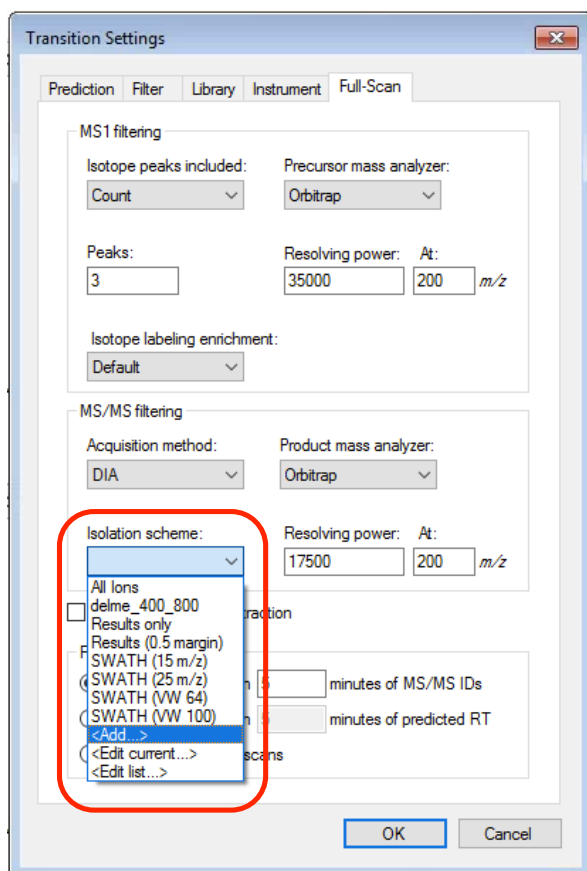 Transition Settings
Prediction Filter Library Instrument Full-Scan
MS1 filtering
Isotope peaks included: Precursor mass analyzer:
Count Orbitrap
Peaks: Resolving power: At:
3 35000 200 m/z
Isotope labeling enrichment:
Default
MS/MS filtering
Acquisition method: Product mass analyzer:
DIA Orbitrap
Isolation scheme: Resolving power: At:
17500 200 m/z
All Ions
delme_400_800
Results only
Results (0.5 margin)
SWATH (15 m/z)
SWATH (25 m/z) 5 minutes of MS/MS IDs
SWATH (VW 64)
SWATH (VW 100) 5 minutes of predicted RT
<Add...>
<Edit current...> scans
<Edit list...>
OK Cancel